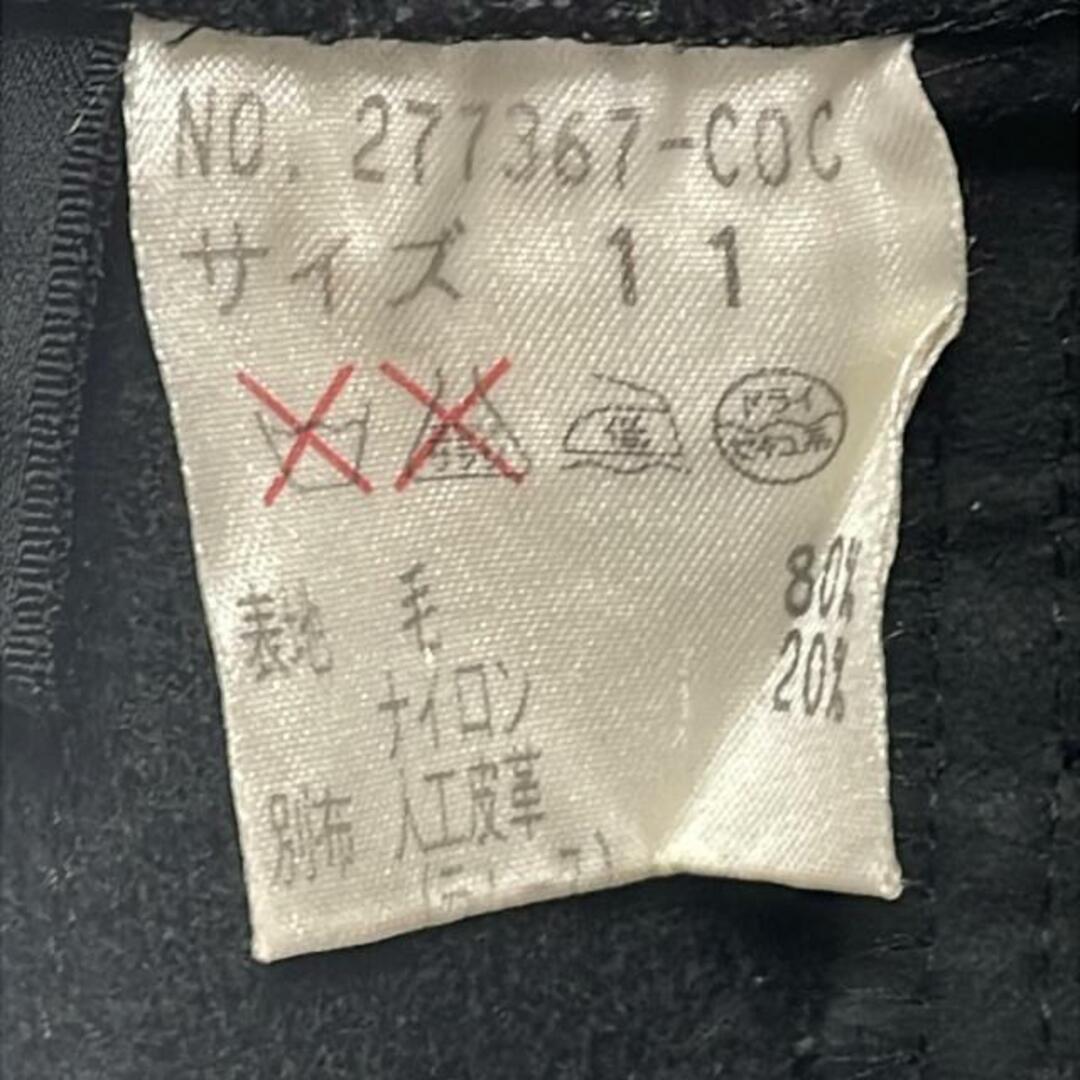 NO. 277367-COC
サイズ 11
低
ドライ
セキユ系
表地 毛 80%
ナイロン 20%
別布 人工皮革